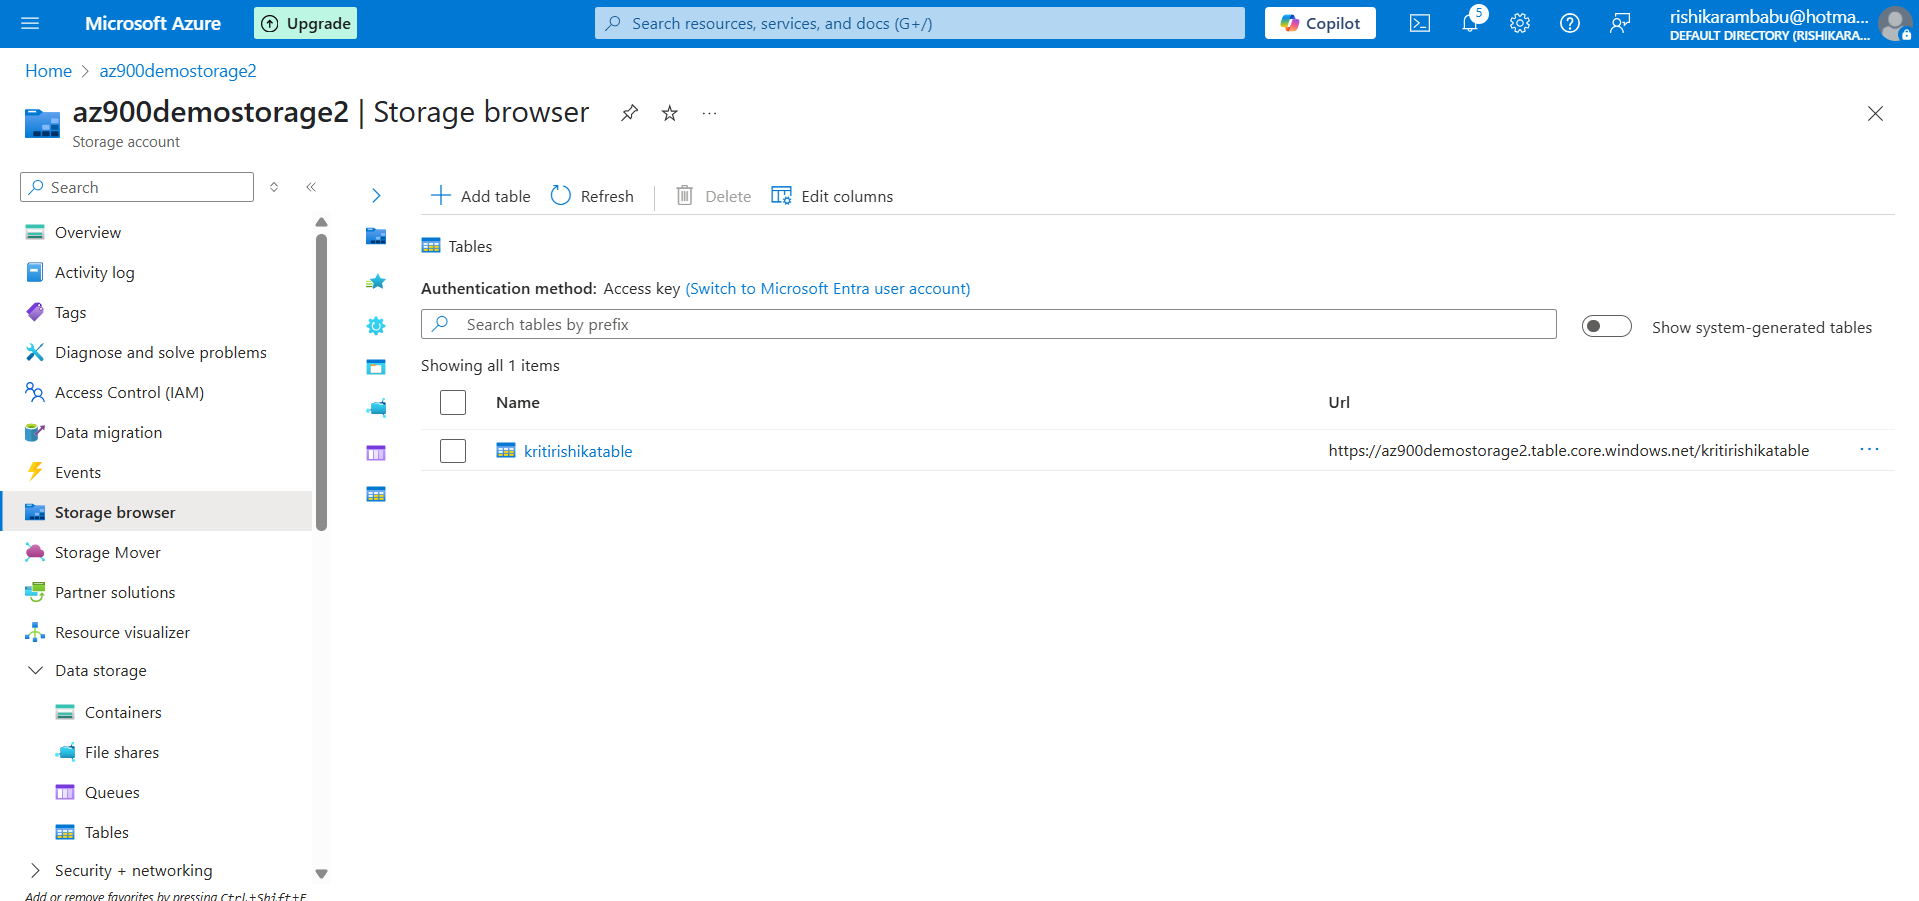 Microsoft Azure
Upgrade
Search resources, services, and docs (G+/)
Copilot
5
rishikarambabu@hotma...
DEFAULT DIRECTORY (RISHIKARA...
Home > az900demostorage2
az900demostorage2 | Storage browser
Storage account
Search
Overview
Activity log
Tags
Diagnose and solve problems
Access Control (IAM)
Data migration
Events
Storage browser
Storage Mover
Partner solutions
Resource visualizer
Data storage
Containers
File shares
Queues
Tables
Security + networking
Add or remove favorites by pressing Ctrl+Shift+F
Add table
Refresh
Delete
Edit columns
Tables
Authentication method: Access key (Switch to Microsoft Entra user account)
Search tables by prefix
Show system-generated tables
Showing all 1 items
Name
Url
kritirishikatable
https://az900demostorage2.table.core.windows.net/kritirishikatable